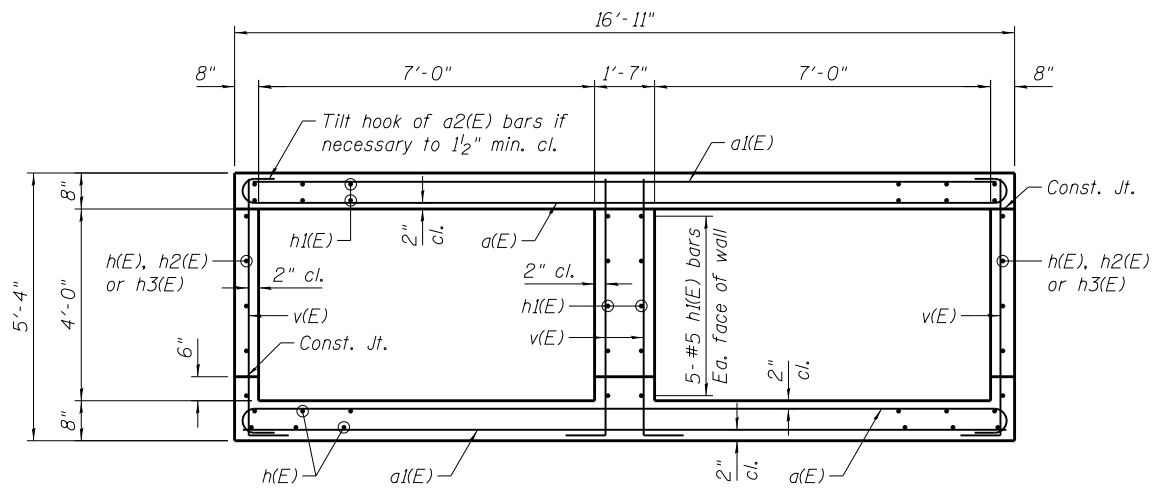 16'-11"
8"
7'-0"
1'-7"
7'-0"
8"
Tilt hook of a2(E) bars if
necessary to 1½" min. cl.
a1(E)
Const. Jt.
8"
h1(E)
2"
cl.
a(E)
h(E), h2(E)
or h3(E)
2" cl.
2" cl.
5-#5 h1(E) bars
Ea. face of wall
h(E), h2(E)
or h3(E)
5'-4"
4'-0"
h1(E)
v(E)
v(E)
v(E)
Const. Jt.
6"
2"
cl.
8"
h(E)
a1(E)
2"
cl.
a(E)